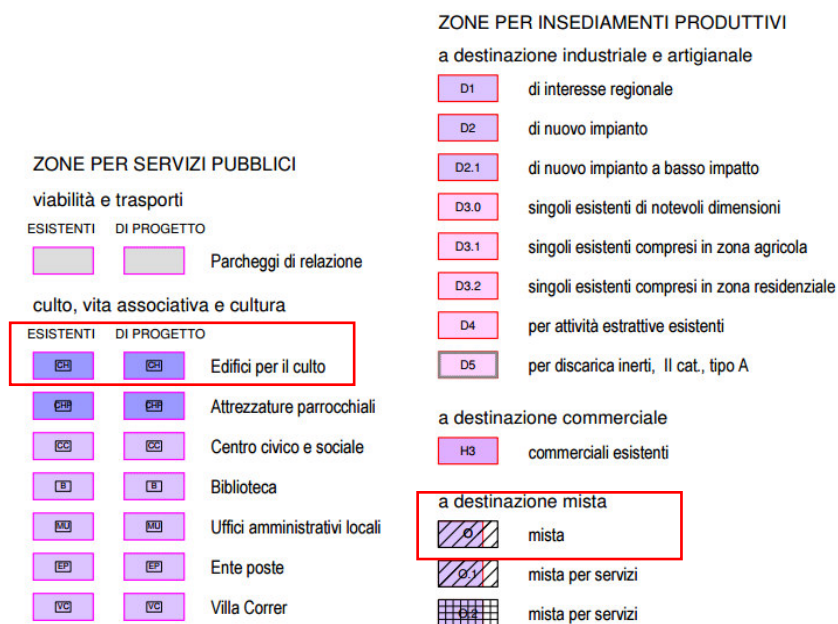 ZONE PER SERVIZI PUBBLICI
viabilità e trasporti
ESISTENTI DI PROGETTO
Parcheggi di relazione
culto, vita associativa e cultura
ESISTENTI DI PROGETTO
CH CH Edifici per il culto
CHP CHP Attrezzature parrocchiali
CC CC Centro civico e sociale
B B Biblioteca
MU MU Uffici amministrativi locali
EP EP Ente poste
VC VC Villa Correr
ZONE PER INSEDIAMENTI PRODUTTIVI
a destinazione industriale e artigianale
D1 di interesse regionale
D2 di nuovo impianto
D2.1 di nuovo impianto a basso impatto
D3.0 singoli esistenti di notevoli dimensioni
D3.1 singoli esistenti compresi in zona agricola
D3.2 singoli esistenti compresi in zona residenziale
D4 per attività estrattive esistenti
D5 per discarica inerti, II cat., tipo A
a destinazione commerciale
H3 commerciali esistenti
a destinazione mista
O mista
O.1 mista per servizi
O.2 mista per servizi